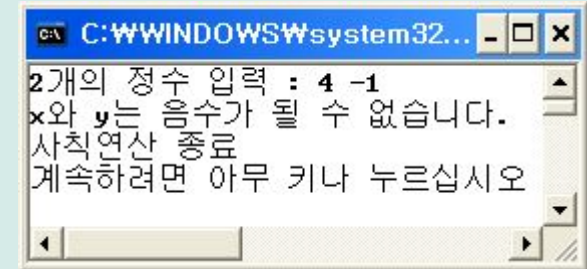 C:₩WINDOWS₩system32...
2개의 정수 입력 : 4 -1
x와 y는 음수가 될 수 없습니다.
사칙연산 종료
계속하려면 아무 키나 누르십시오